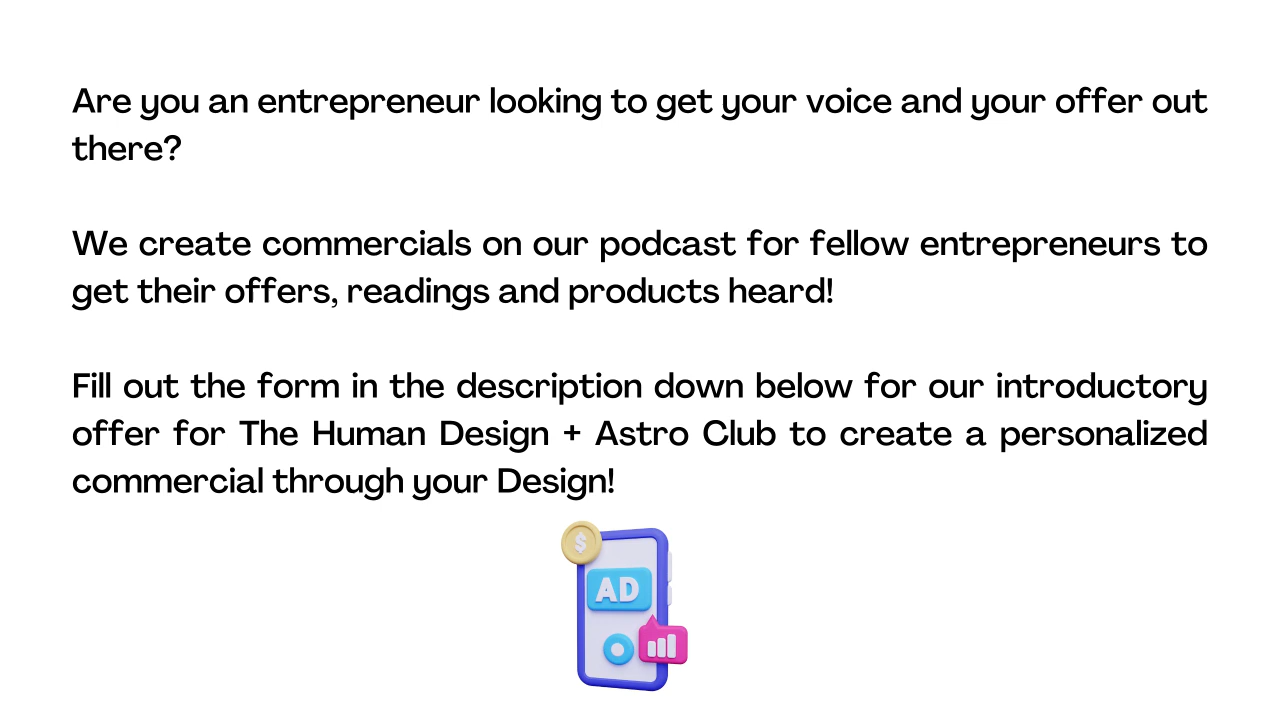 Are you an entrepreneur looking to get your voice and your offer out
there?
We create commercials on our podcast for fellow entrepreneurs to
get their offers, readings and products heard!
Fill out the form in the description down below for our introductory
offer for The Human Design + Astro Club to create a personalized
commercial through your Design!
$
AD